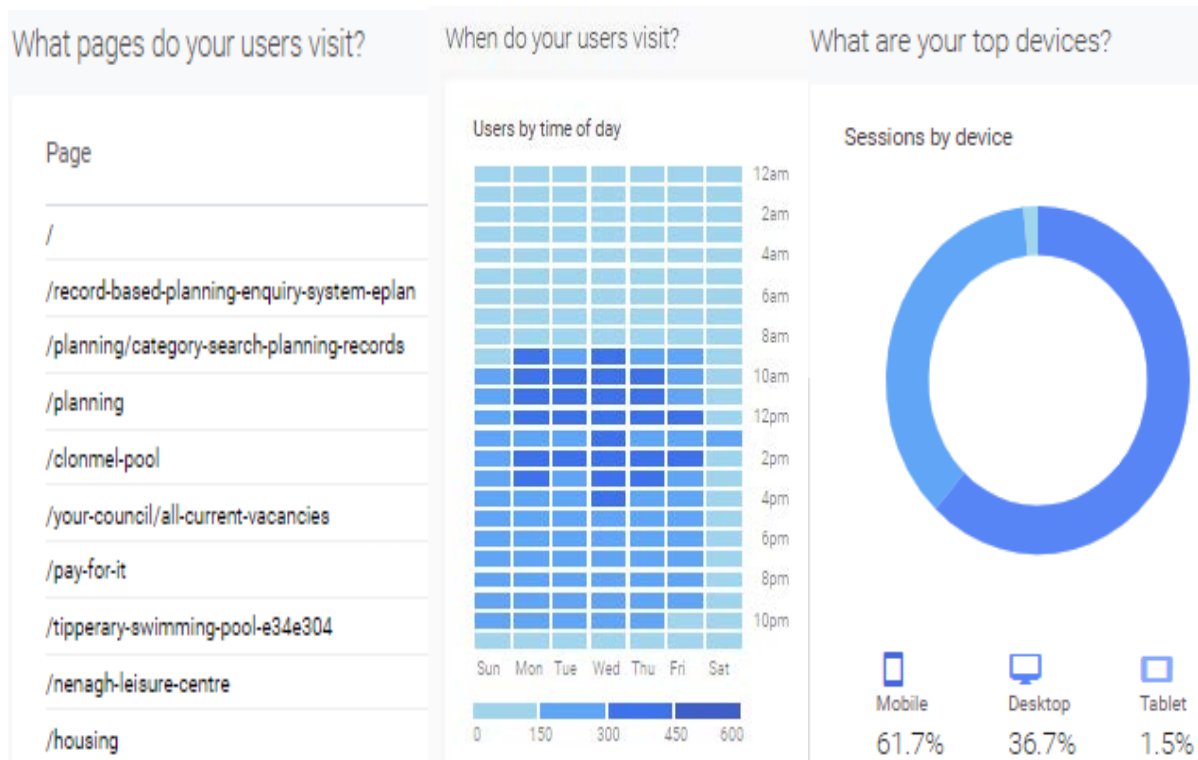 What pages do your users visit?
Page
/
/record-based-planning-enquiry-system-eplan
/planning/category-search-planning-records
/planning
/clonmel-pool
/your-council/all-current-vacancies
/pay-for-it
/tipperary-swimming-pool-e34e304
/nenagh-leisure-centre
/housing
When do your users visit?
Users by time of day
12am
2am
4am
6am
8am
10am
12pm
2pm
4pm
6pm
8pm
10pm
Sun Mon Tue Wed Thu Fri Sat
0 150 300 450 600
What are your top devices?
Sessions by device
Mobile Desktop Tablet
61.7% 36.7% 1.5%